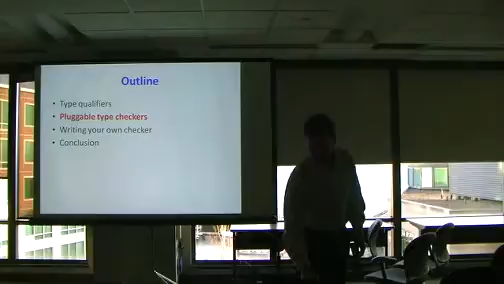 Outline
• Type qualifiers
• Pluggable type checkers
• Writing your own checker
• Conclusion